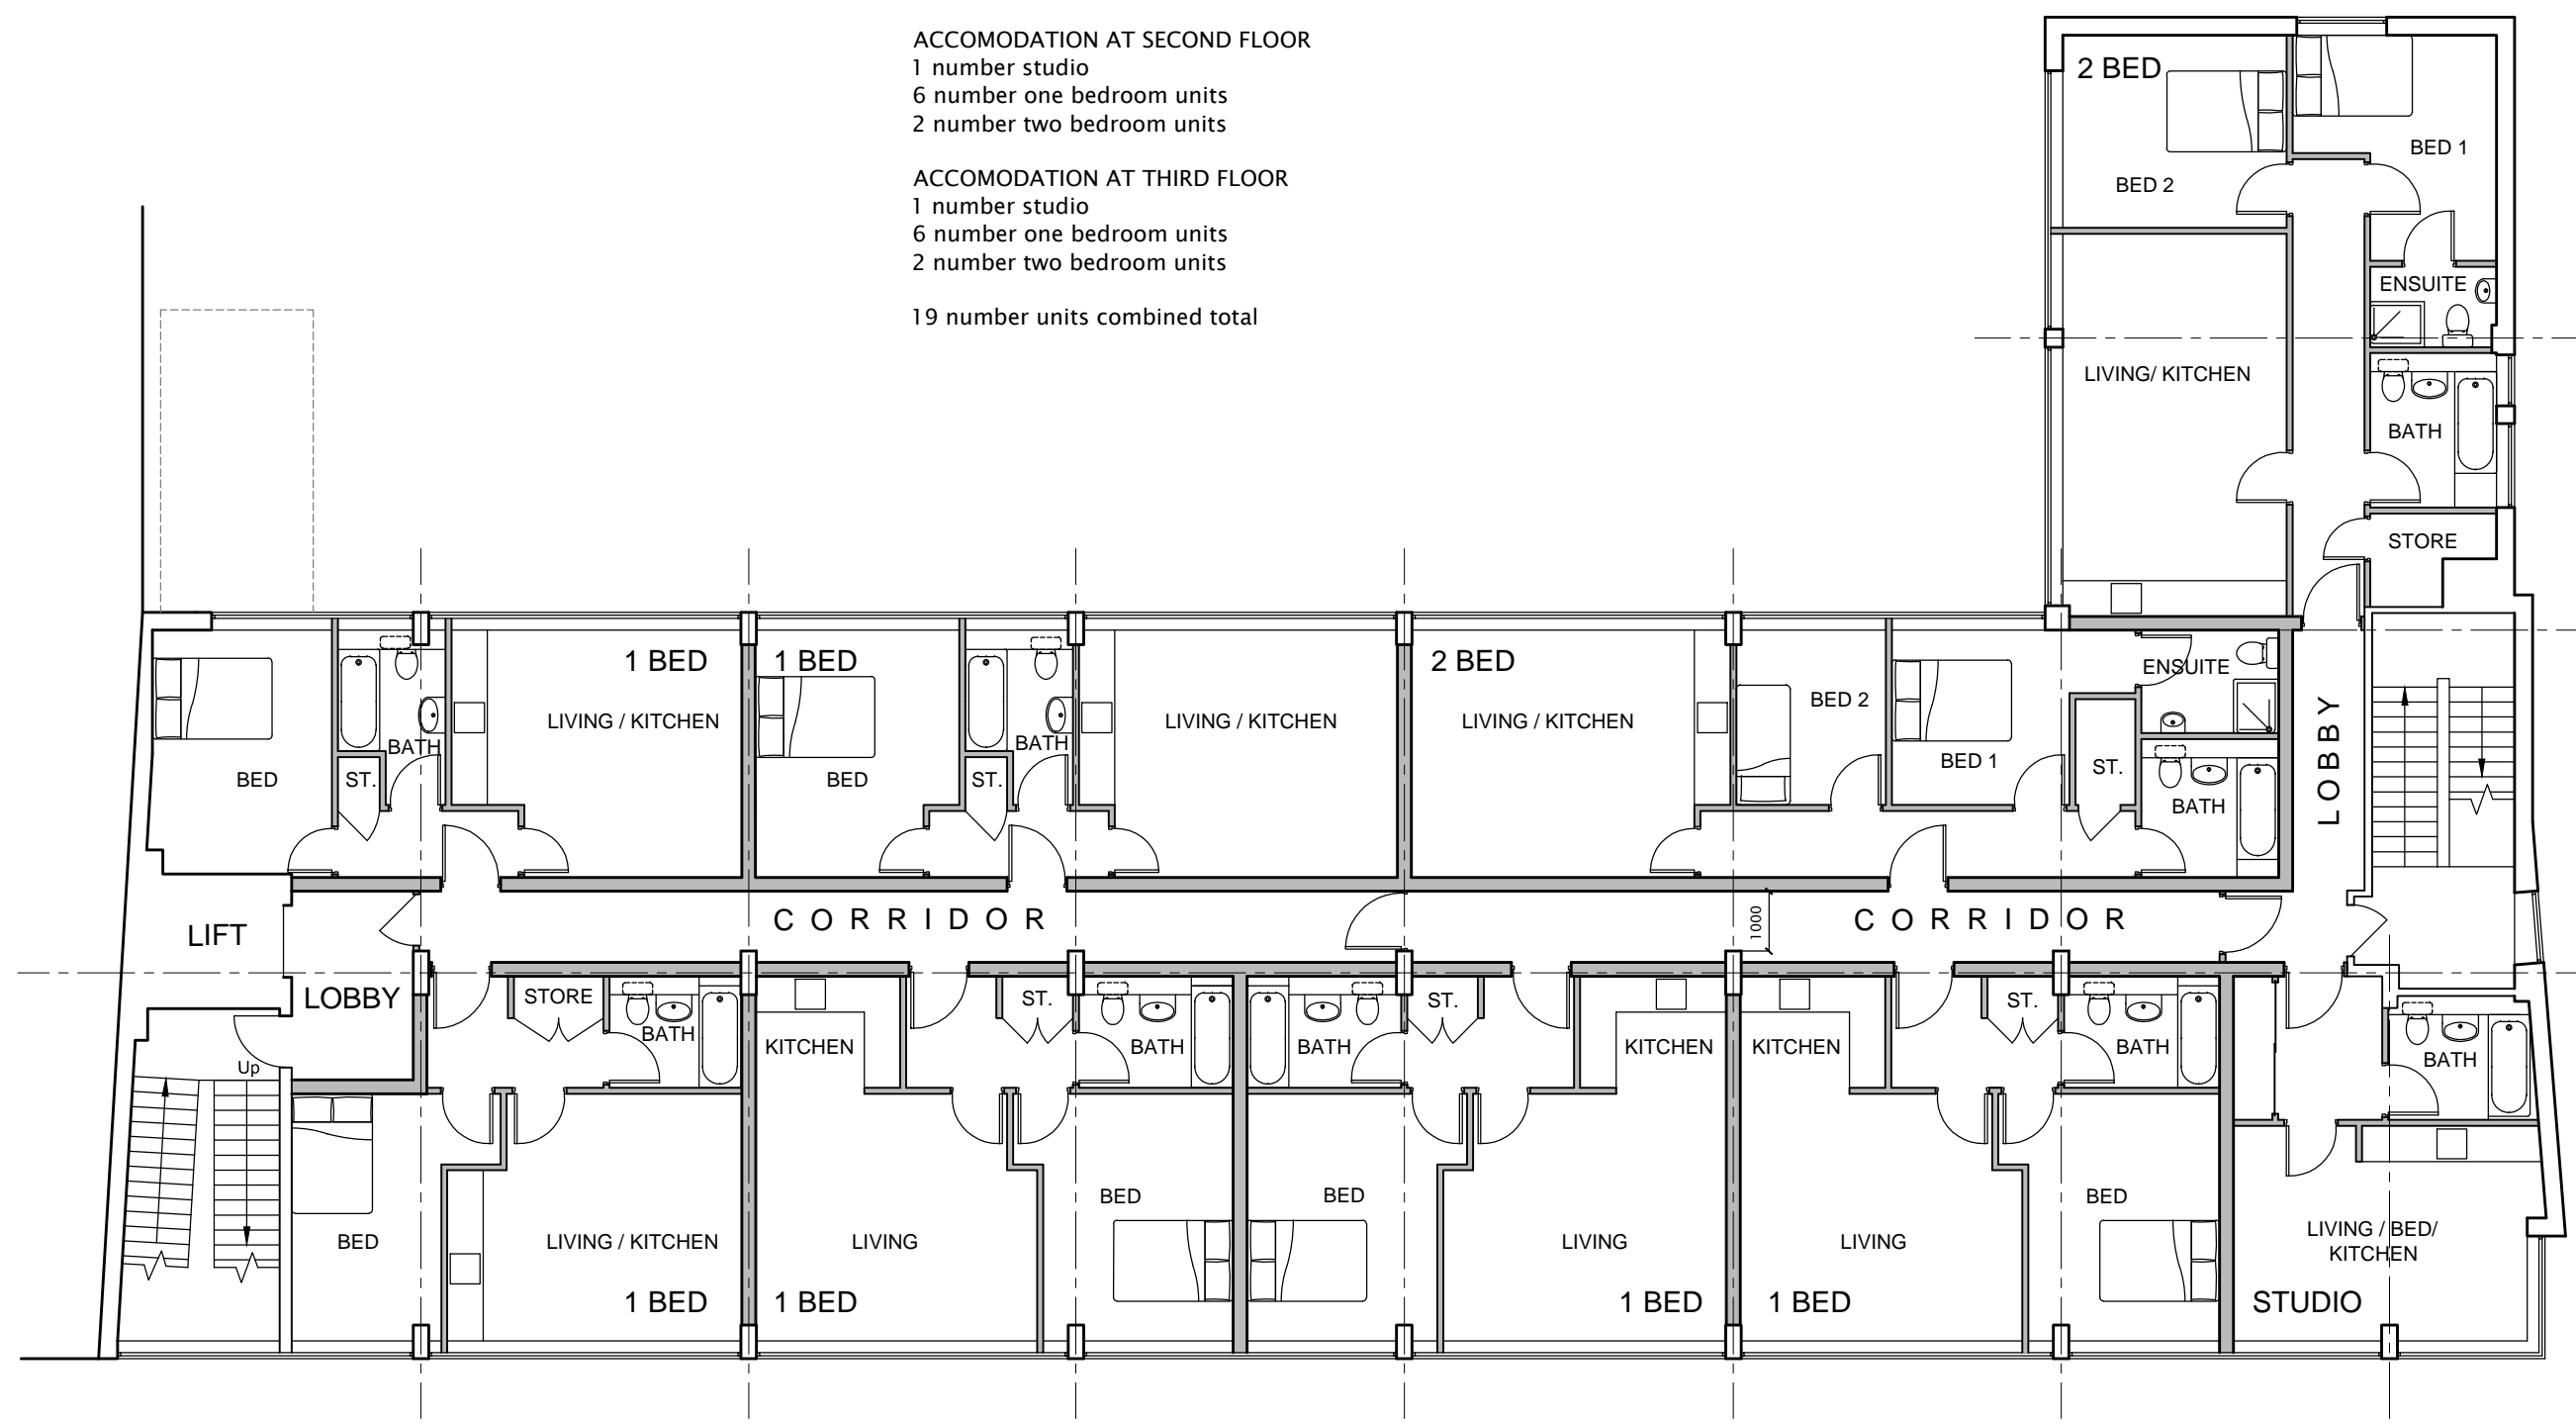 ACCOMODATION AT SECOND FLOOR
1 number studio
6 number one bedroom units
2 number two bedroom units
ACCOMODATION AT THIRD FLOOR
1 number studio
6 number one bedroom units
2 number two bedroom units
19 number units combined total
2 BED
BED 1
BED 2
ENSUITE
LIVING/ KITCHEN
BATH
STORE
1 BED
1 BED
2 BED
ENSUITE
BED 2
LIVING / KITCHEN
LIVING / KITCHEN
LIVING / KITCHEN
BATH
BATH
BED 1
LOBBY
BED
ST.
BED
ST.
ST.
BATH
LIFT
CORRIDOR
1000
CORRIDOR
LOBBY
STORE
ST.
ST.
ST.
BATH
KITCHEN
BATH
BATH
KITCHEN
KITCHEN
BATH
BATH
Up
BED
BED
BED
BED
LIVING / KITCHEN
LIVING
LIVING
LIVING
LIVING / BED/
KITCHEN
1 BED
1 BED
1 BED
1 BED
STUDIO